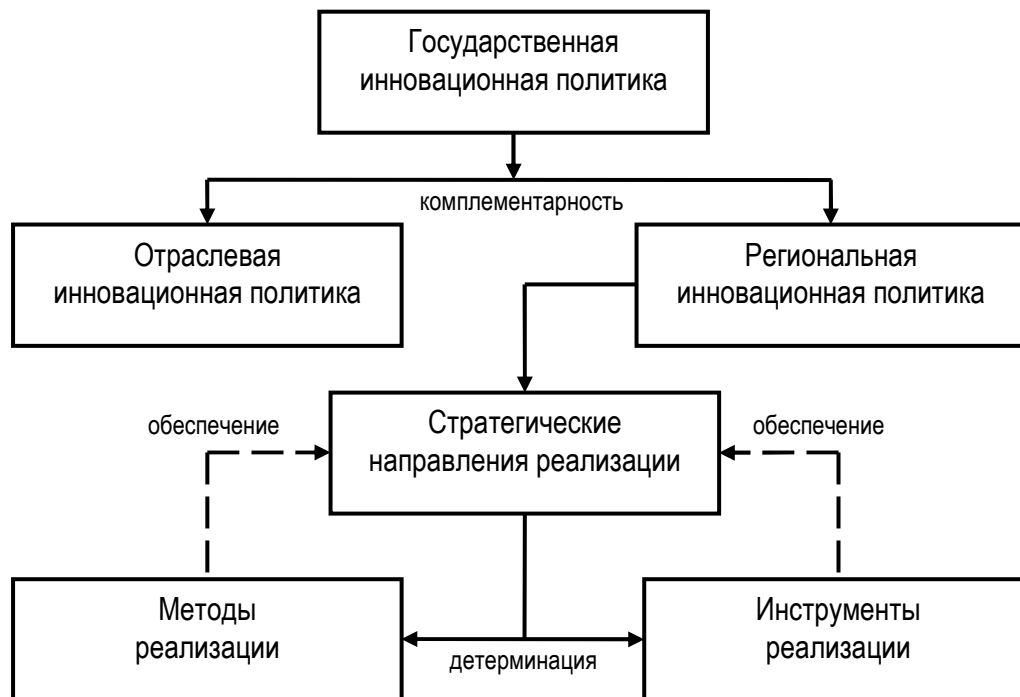 Государственная
инновационная политика
комплементарность
Отраслевая
инновационная политика
Региональная
инновационная политика
обеспечение
Стратегические
направления реализации
обеспечение
Методы
реализации
детерминация
Инструменты
реализации